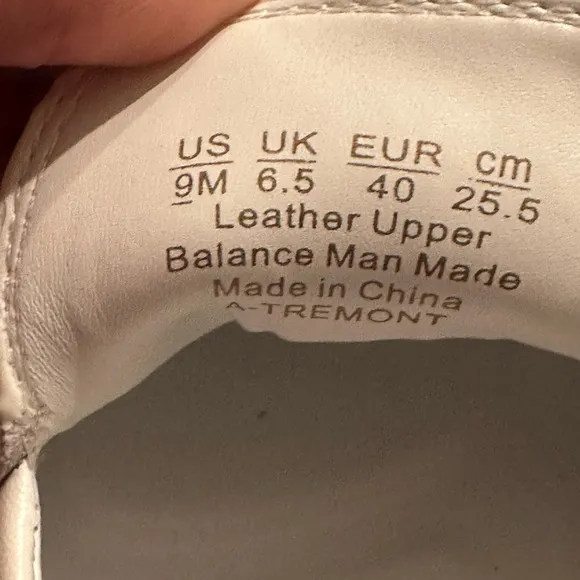 US UK EUR cm
9M 6.5 40 25.5
Leather Upper
Balance Man Made
Made in China
A-TREMONT